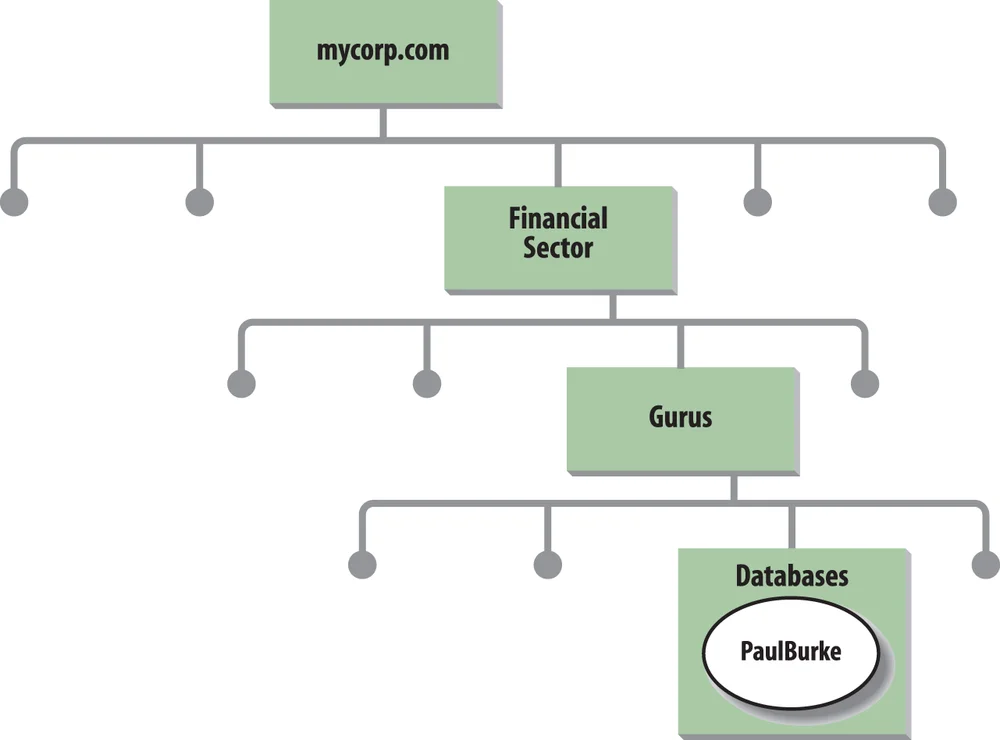 mycorp.com
Financial
Sector
Gurus
Databases
PaulBurke